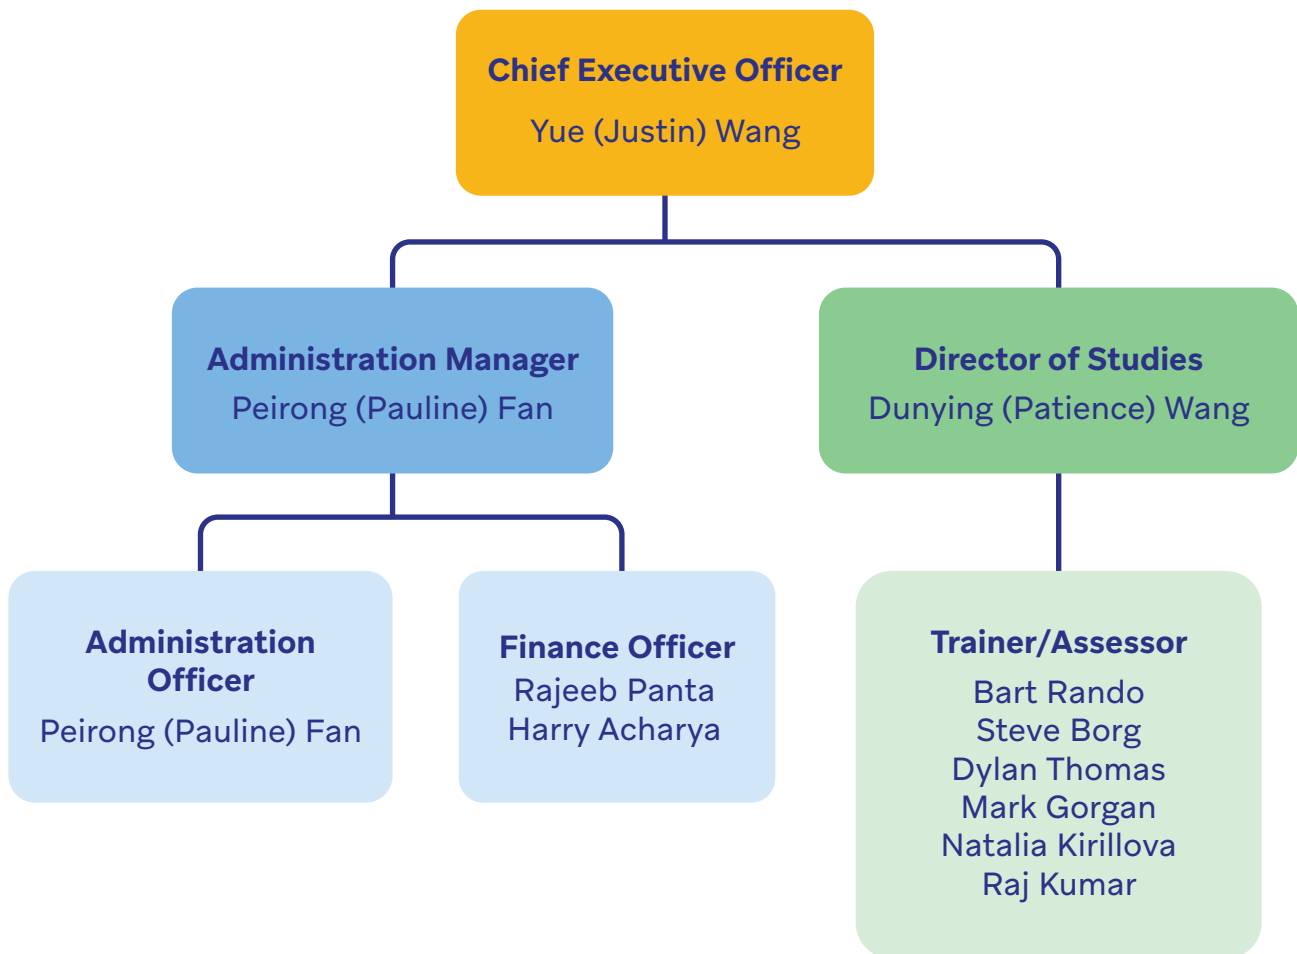 Chief Executive Officer
Yue (Justin) Wang
Administration Manager
Peirong (Pauline) Fan
Director of Studies
Dunying (Patience) Wang
Administration
Officer
Peirong (Pauline) Fan
Finance Officer
Rajeeb Panta
Harry Acharya
Trainer/Assessor
Bart Rando
Steve Borg
Dylan Thomas
Mark Gorgan
Natalia Kirillova
Raj Kumar